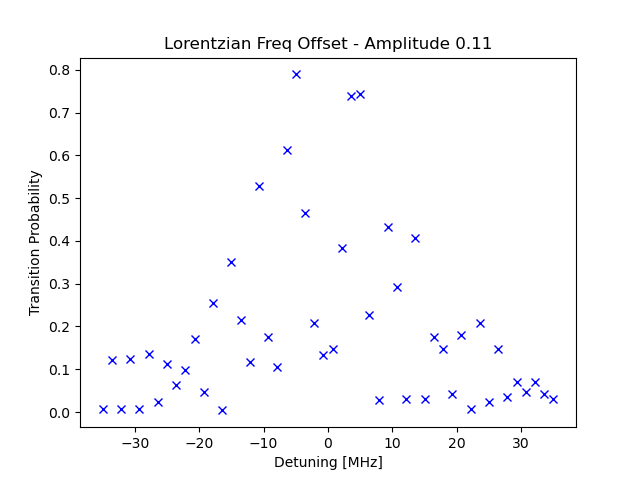 Lorentzian Freq Offset - Amplitude 0.11
0.8
0.7
0.6
0.5
0.4
0.3
0.2
0.1
0.0
Transition Probability
−30 −20 −10 0 10 20 30
Detuning [MHz]